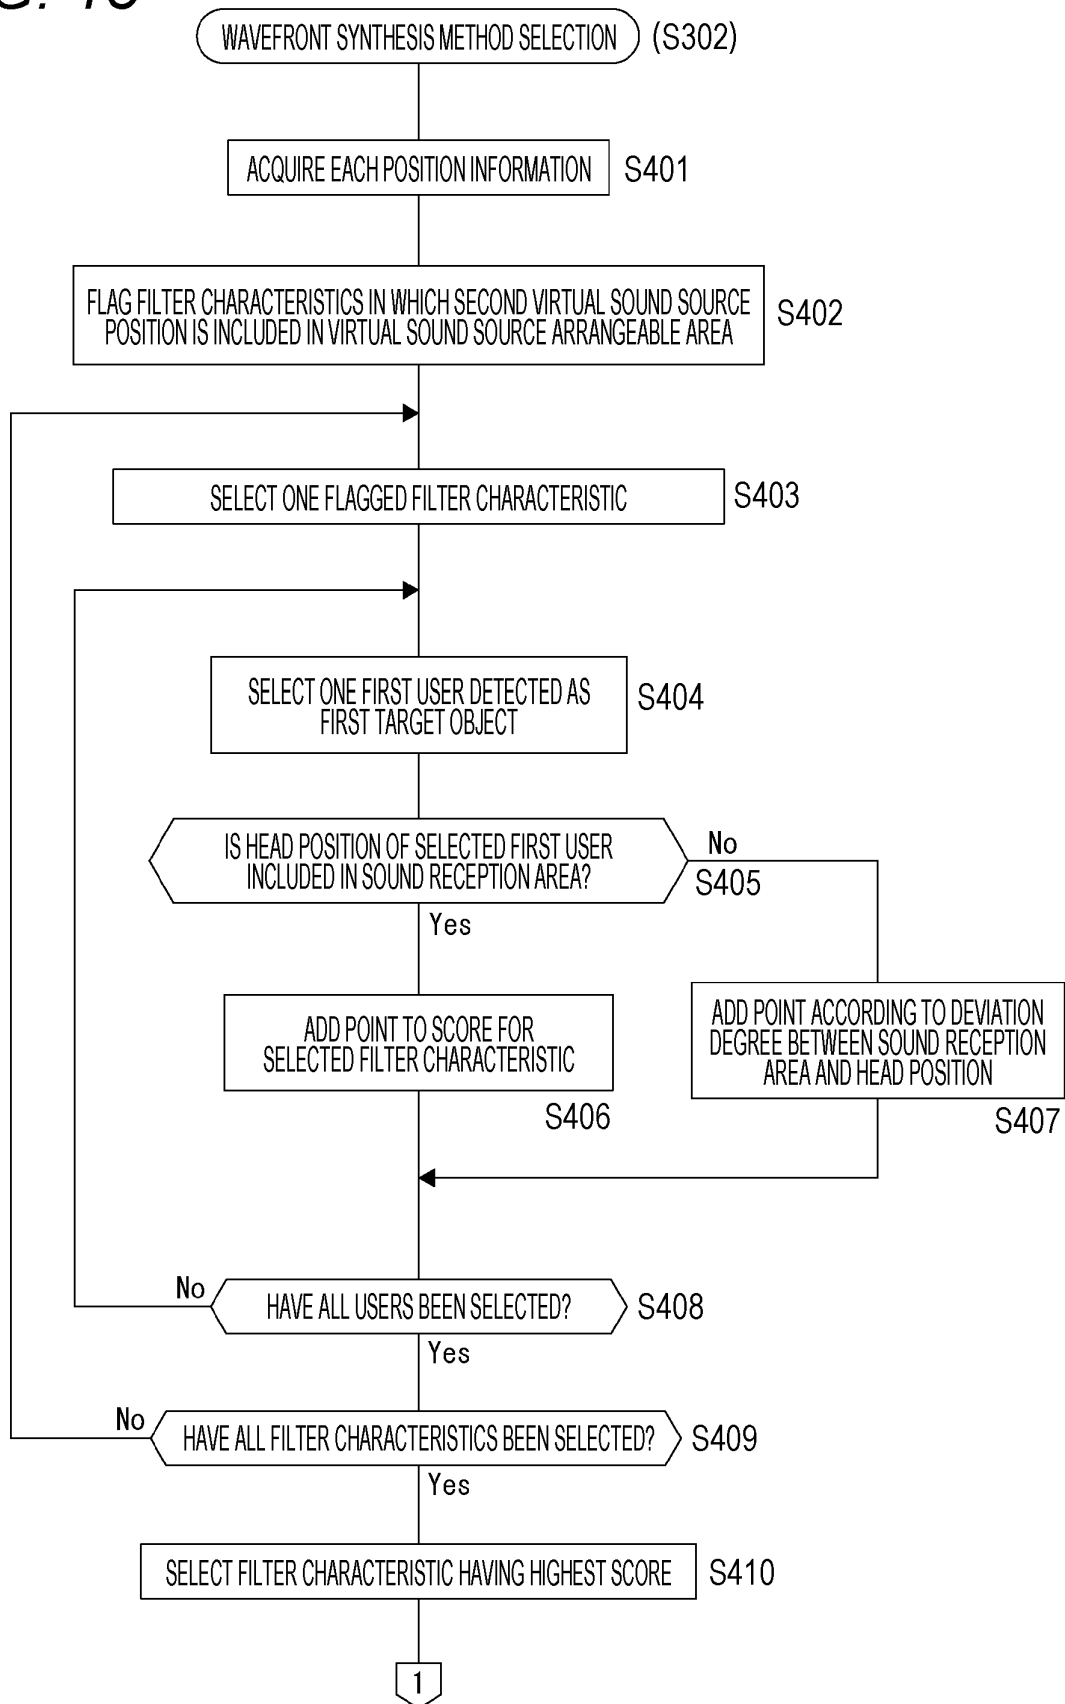 WAVEFRONT SYNTHESIS METHOD SELECTION (S302)
ACQUIRE EACH POSITION INFORMATION S401
FLAG FILTER CHARACTERISTICS IN WHICH SECOND VIRTUAL SOUND SOURCE
POSITION IS INCLUDED IN VIRTUAL SOUND SOURCE ARRANGEABLE AREA
S402
SELECT ONE FLAGGED FILTER CHARACTERISTIC S403
SELECT ONE FIRST USER DETECTED AS
FIRST TARGET OBJECT
S404
IS HEAD POSITION OF SELECTED FIRST USER
INCLUDED IN SOUND RECEPTION AREA?
No
S405
Yes
ADD POINT TO SCORE FOR
SELECTED FILTER CHARACTERISTIC
S406
ADD POINT ACCORDING TO DEVIATION
DEGREE BETWEEN SOUND RECEPTION
AREA AND HEAD POSITION
S407
No
HAVE ALL USERS BEEN SELECTED? S408
Yes
No
HAVE ALL FILTER CHARACTERISTICS BEEN SELECTED? S409
Yes
SELECT FILTER CHARACTERISTIC HAVING HIGHEST SCORE S410
1